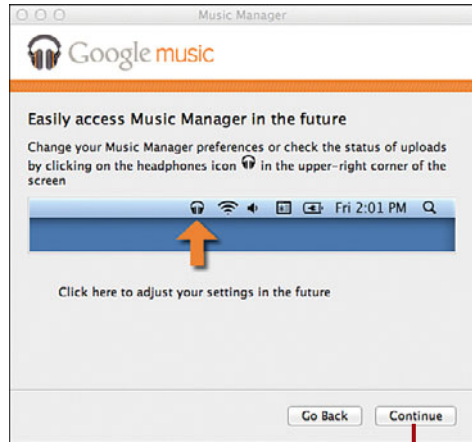 Music Manager
Google music
Easily access Music Manager in the future
Change your Music Manager preferences or check the status of uploads
by clicking on the headphones icon in the upper-right corner of the
screen
Fri 2:01 PM
Click here to adjust your settings in the future
Go Back Continue